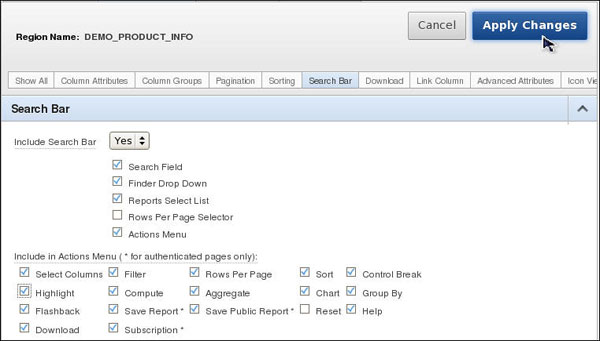 Cancel Apply Changes
Region Name: DEMO_PRODUCT_INFO
Show All Column Attributes Column Groups Pagination Sorting Search Bar Download Link Column Advanced Attributes Icon Vie
Search Bar
Include Search Bar Yes
Search Field
Finder Drop Down
Reports Select List
Rows Per Page Selector
Actions Menu
Include in Actions Menu ( * for authenticated pages only):
Select Columns Filter Rows Per Page Sort Control Break
Highlight Compute Aggregate Chart Group By
Flashback Save Report * Save Public Report * Reset Help
Download Subscription *